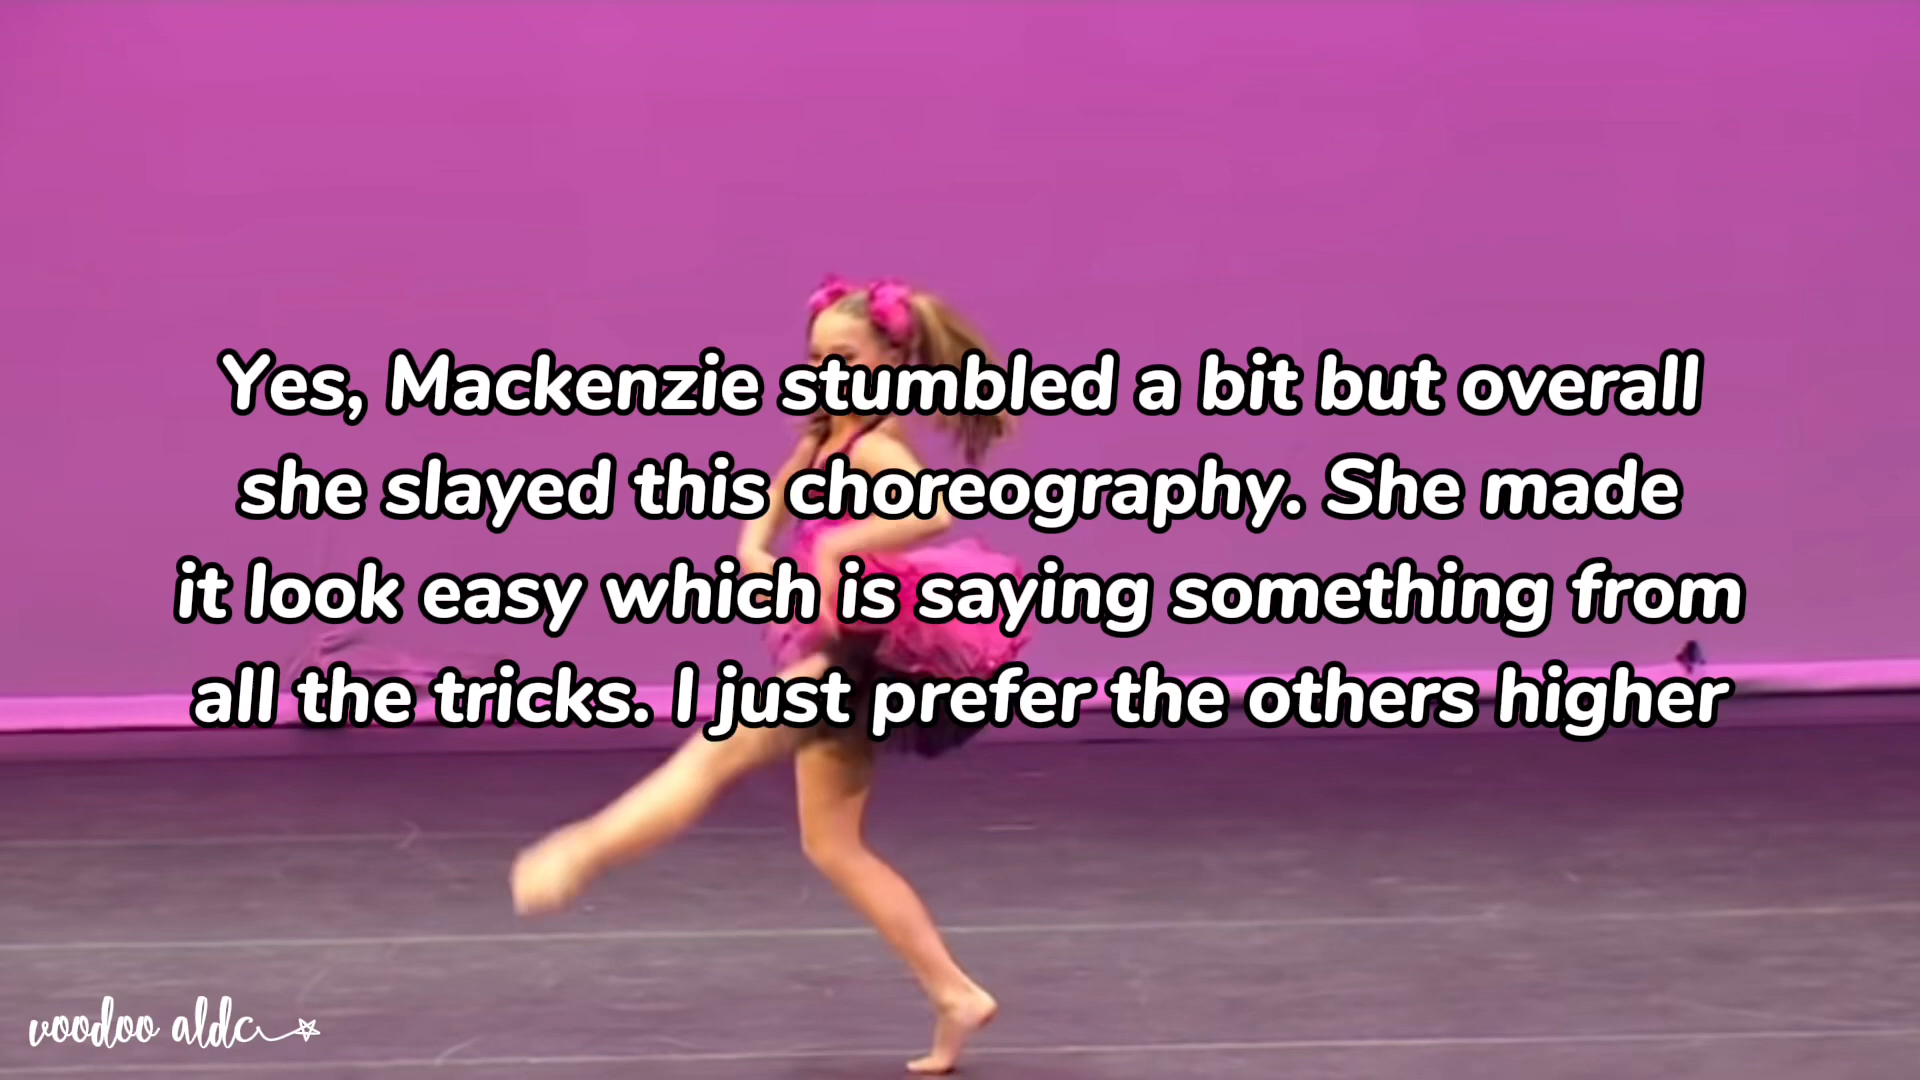 Yes, Mackenzie stumbled a bit but overall
she slayed this choreography. She made
it look easy which is saying something from
all the tricks. I just prefer the others higher
voodoo aldc